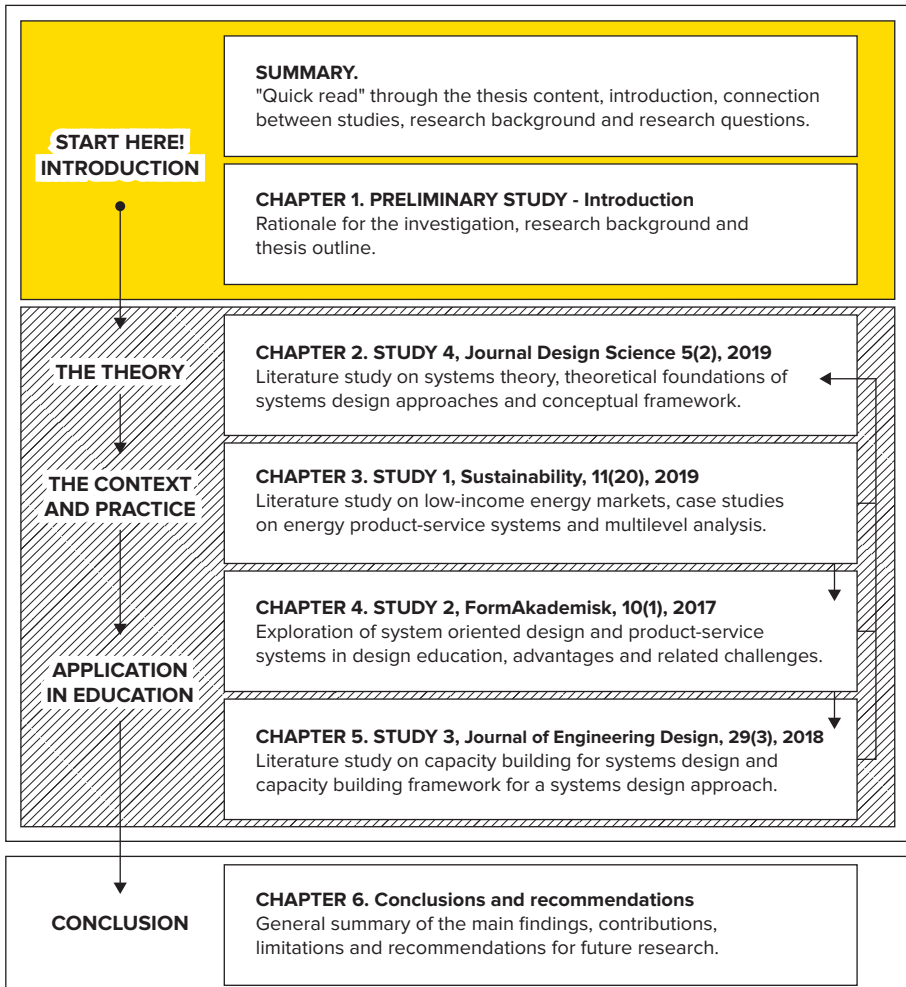 START HERE!
INTRODUCTION
SUMMARY.
"Quick read" through the thesis content, introduction, connection
between studies, research background and research questions.
CHAPTER 1. PRELIMINARY STUDY - Introduction
Rationale for the investigation, research background and
thesis outline.
THE THEORY
CHAPTER 2. STUDY 4, Journal Design Science 5(2), 2019
Literature study on systems theory, theoretical foundations of
systems design approaches and conceptual framework.
THE CONTEXT
AND PRACTICE
CHAPTER 3. STUDY 1, Sustainability, 11(20), 2019
Literature study on low-income energy markets, case studies
on energy product-service systems and multilevel analysis.
CHAPTER 4. STUDY 2, FormAkademisk, 10(1), 2017
Exploration of system oriented design and product-service
systems in design education, advantages and related challenges.
APPLICATION
IN EDUCATION
CHAPTER 5. STUDY 3, Journal of Engineering Design, 29(3), 2018
Literature study on capacity building for systems design and
capacity building framework for a systems design approach.
CONCLUSION
CHAPTER 6. Conclusions and recommendations
General summary of the main findings, contributions,
limitations and recommendations for future research.